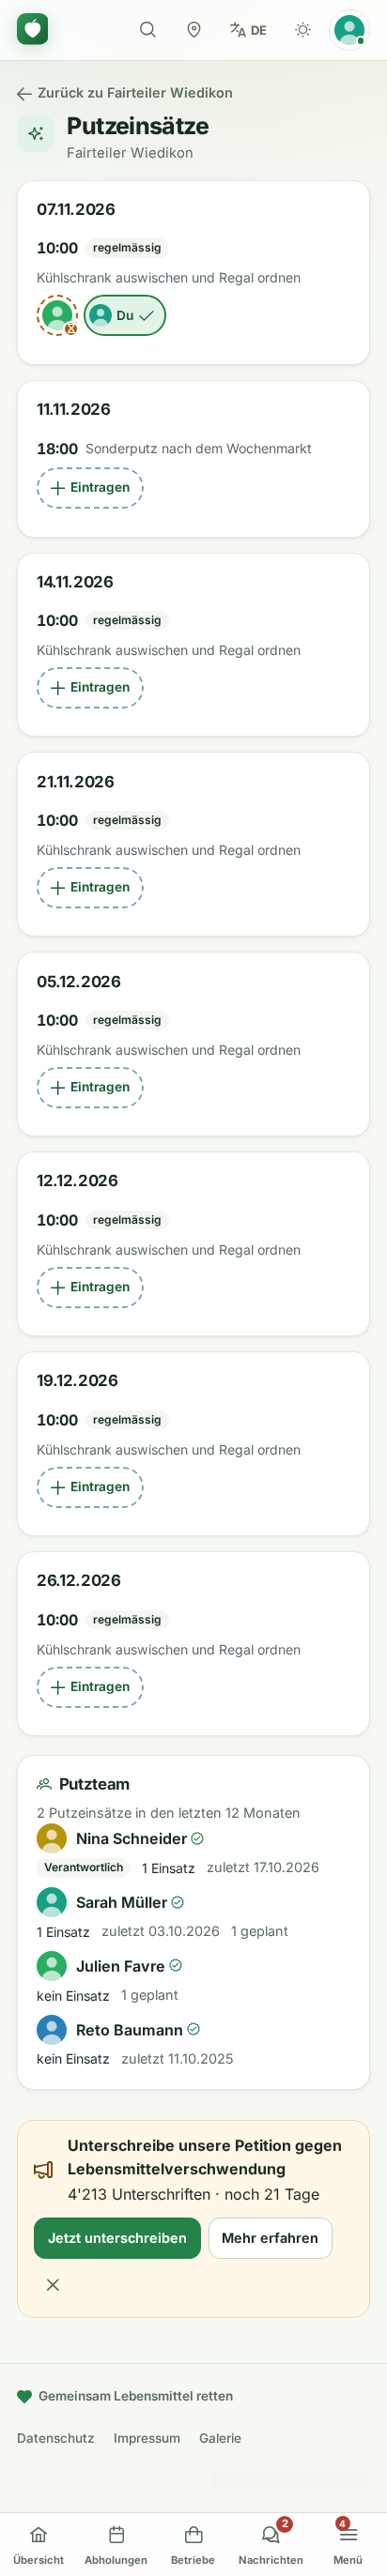 DE
Zurück zu Fairteiler Wiedikon
Putzeinsätze
Fairteiler Wiedikon
07.11.2026
10:00 regelmässig
Kühlschrank auswischen und Regal ordnen
Du
11.11.2026
18:00 Sonderputz nach dem Wochenmarkt
Eintragen
14.11.2026
10:00 regelmässig
Kühlschrank auswischen und Regal ordnen
Eintragen
21.11.2026
10:00 regelmässig
Kühlschrank auswischen und Regal ordnen
Eintragen
05.12.2026
10:00 regelmässig
Kühlschrank auswischen und Regal ordnen
Eintragen
12.12.2026
10:00 regelmässig
Kühlschrank auswischen und Regal ordnen
Eintragen
19.12.2026
10:00 regelmässig
Kühlschrank auswischen und Regal ordnen
Eintragen
26.12.2026
10:00 regelmässig
Kühlschrank auswischen und Regal ordnen
Eintragen
Putzteam
2 Putzeinsätze in den letzten 12 Monaten
Nina Schneider
Verantwortlich 1 Einsatz zuletzt 17.10.2026
Sarah Müller
1 Einsatz zuletzt 03.10.2026 1 geplant
Julien Favre
kein Einsatz 1 geplant
Reto Baumann
kein Einsatz zuletzt 11.10.2025
Unterschreibe unsere Petition gegen
Lebensmittelverschwendung
4'213 Unterschriften · noch 21 Tage
Jetzt unterschreiben Mehr erfahren
Gemeinsam Lebensmittel retten
Datenschutz Impressum Galerie
2 4
Übersicht Abholungen Betriebe Nachrichten Menü